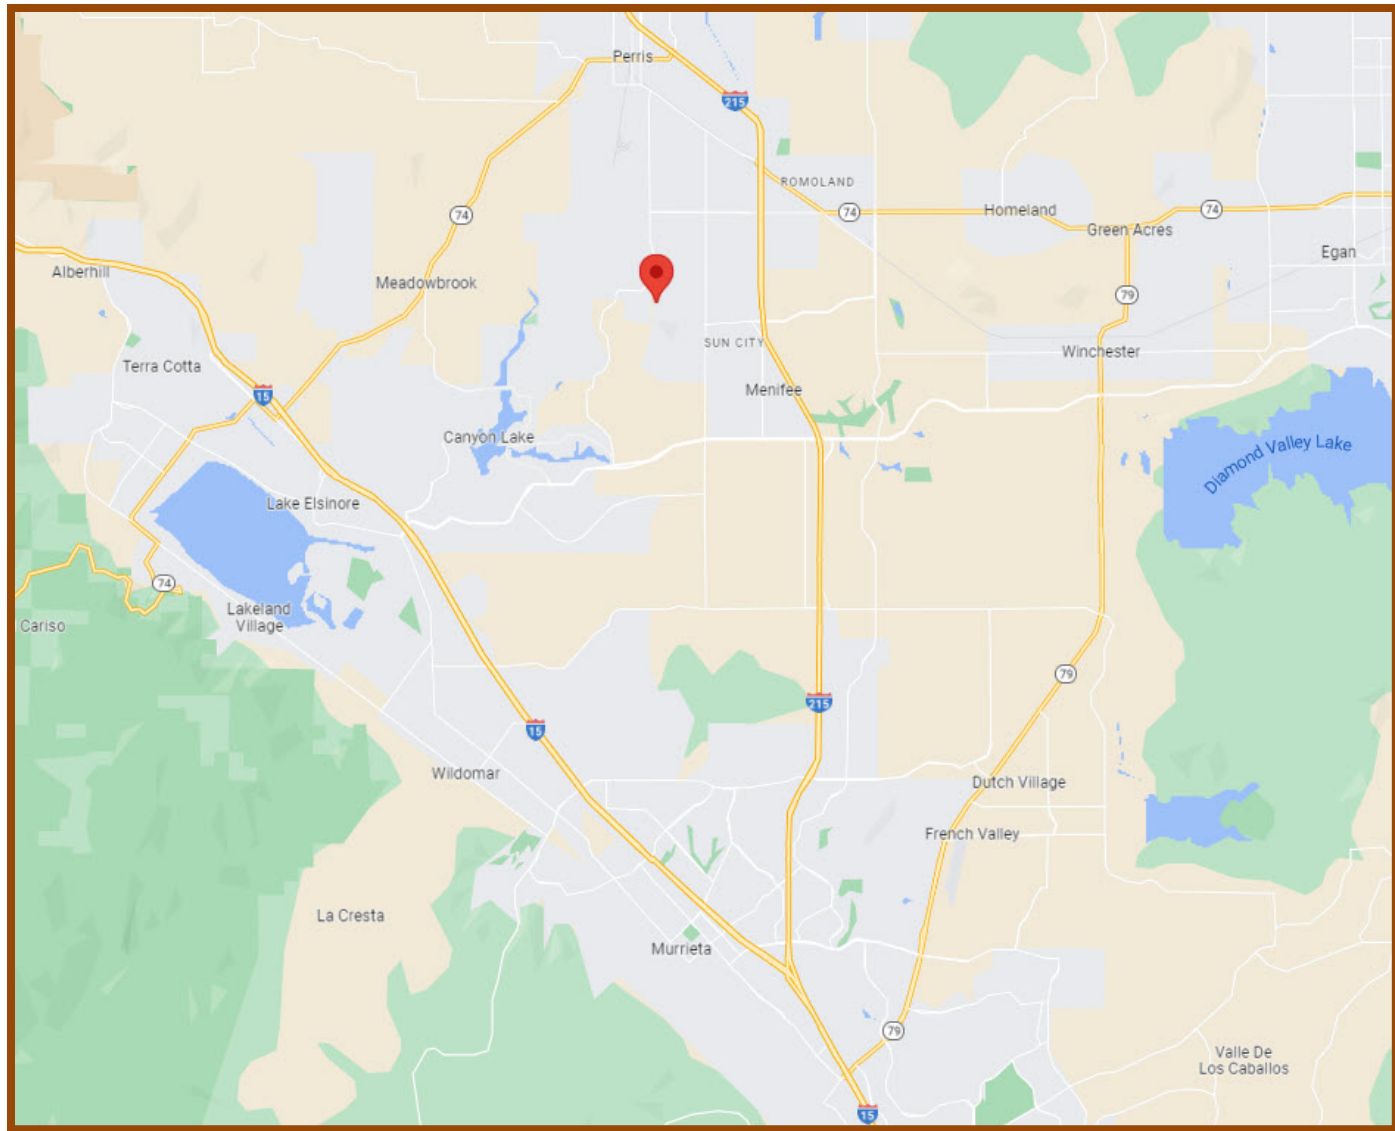 Perris
215
ROMOLAND
74
Homeland
74
74
Green Acres
Egan
Alberhill
Meadowbrook
79
SUN CITY
Winchester
Terra Cotta
15
Menifee
Canyon Lake
Diamond Valley Lake
Lake Elsinore
74
Lakeland
Village
Cariso
79
215
15
Wildomar
Dutch Village
French Valley
La Cresta
Murrieta
79
Valle De
Los Caballos
15